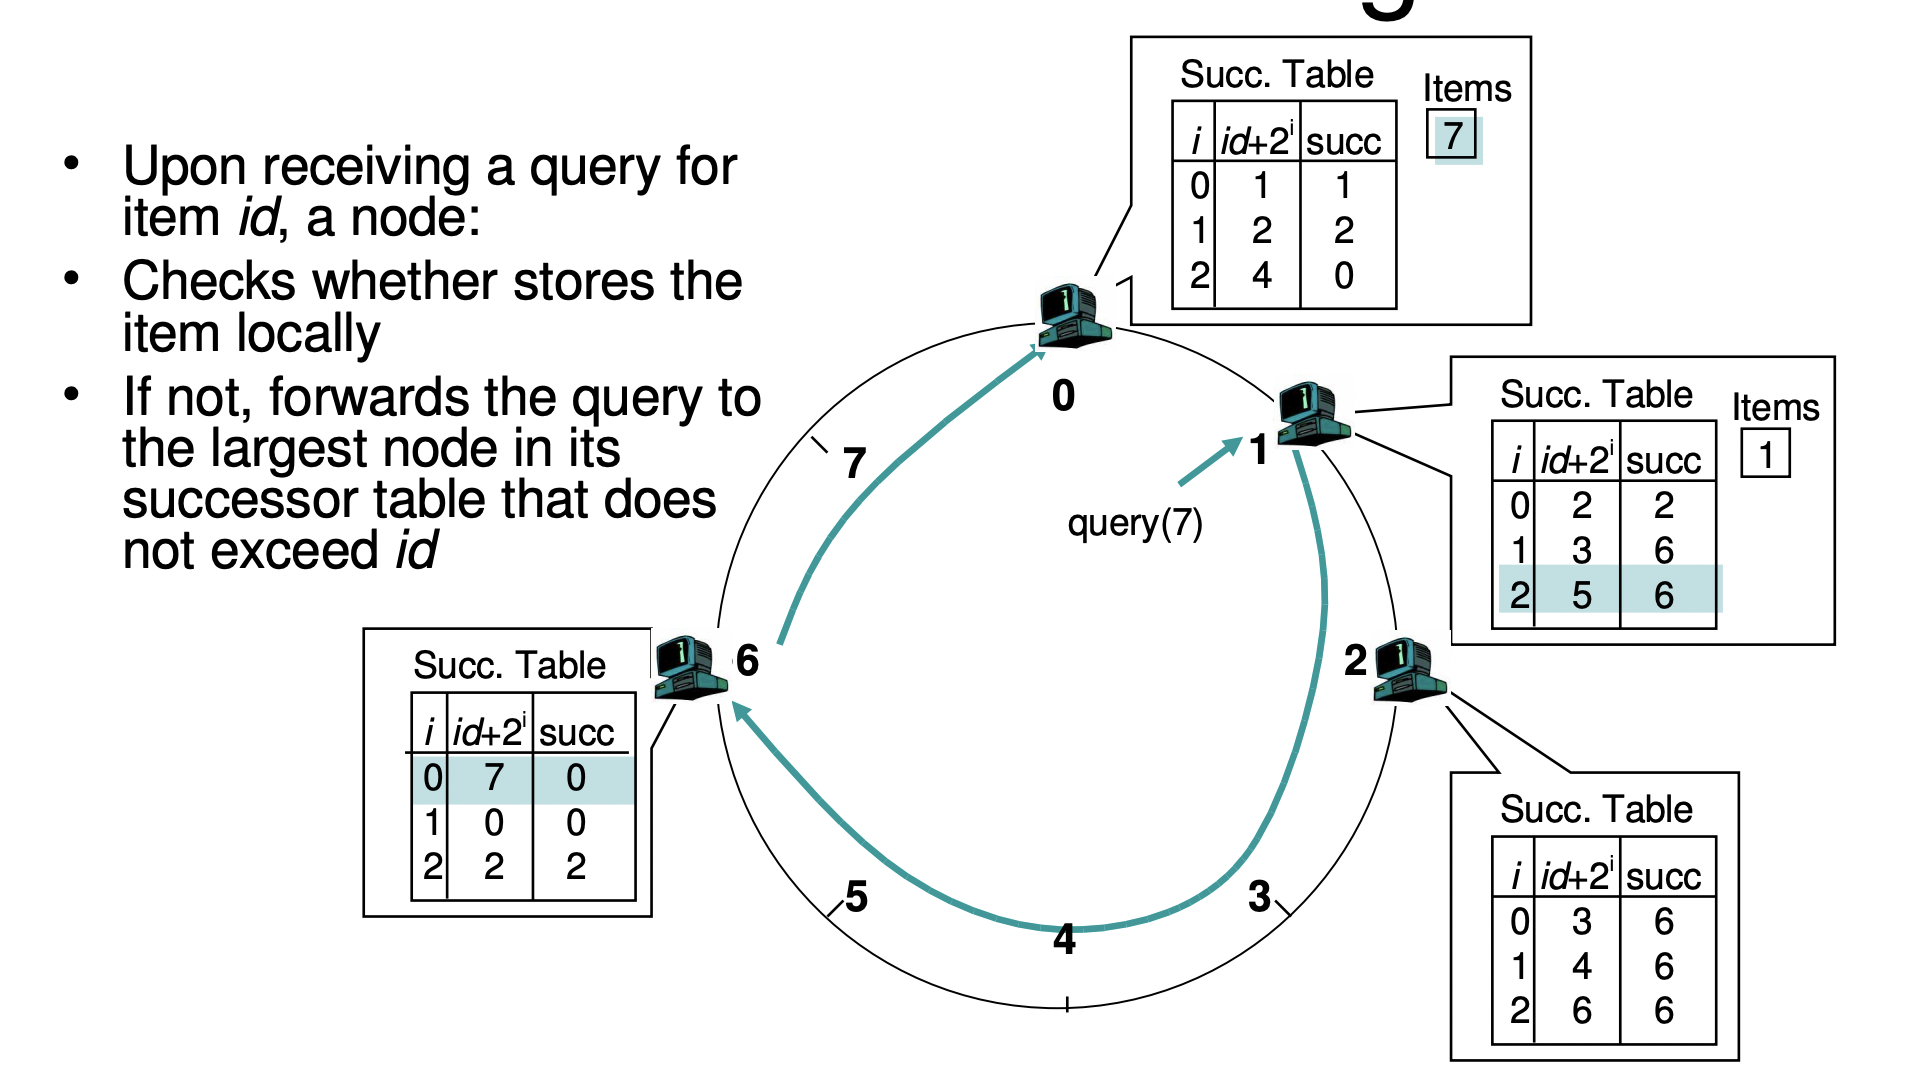 • Upon receiving a query for
item id, a node:
• Checks whether stores the
item locally
• If not, forwards the query to
the largest node in its
successor table that does
not exceed id
Succ. Table
Items
7
i id+2^i succ
0 1 1
1 2 2
2 4 0
0
Succ. Table
Items
1
i id+2^i succ
0 2 2
1 3 6
2 5 6
1
query(7)
7
6
2
Succ. Table
i id+2^i succ
0 7 0
1 0 0
2 2 2
5
4
3
Succ. Table
i id+2^i succ
0 3 6
1 4 6
2 6 6